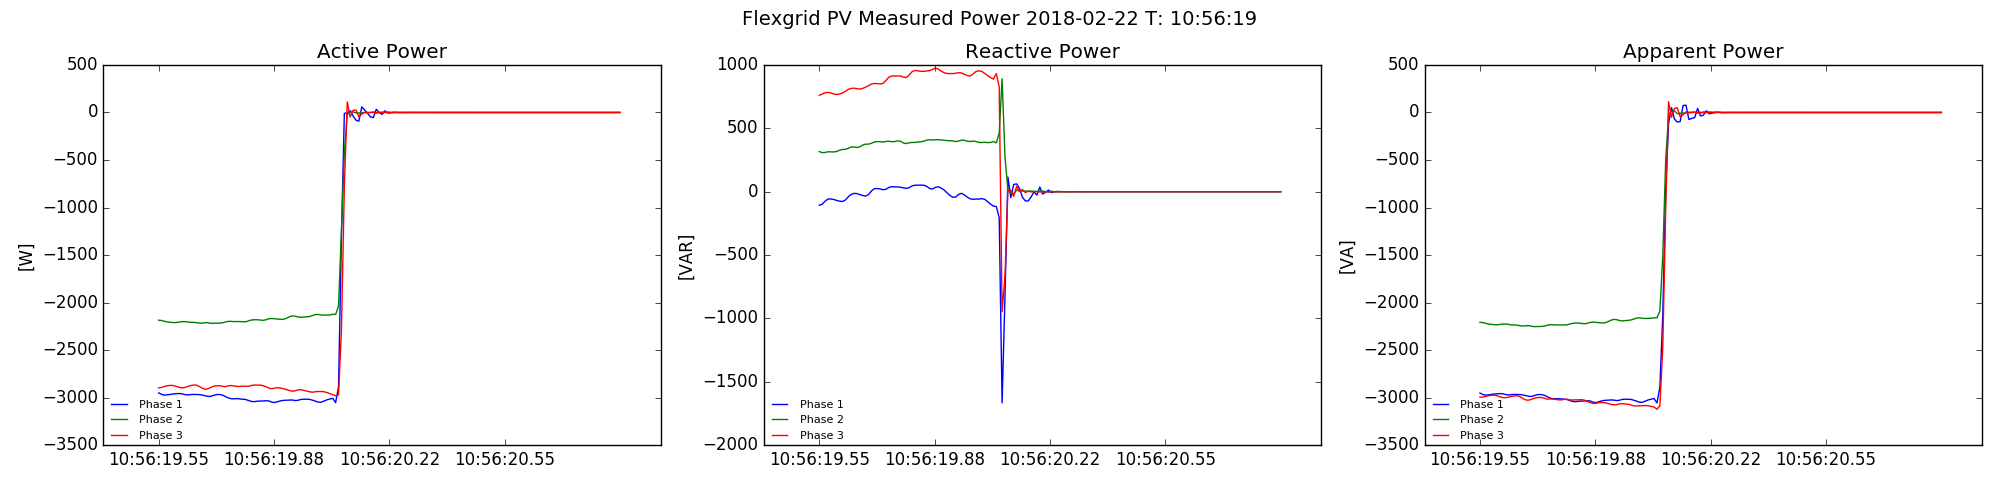 Flexgrid PV Measured Power 2018-02-22 T: 10:56:19
Active Power
500
0
−500
−1000
−1500
−2000
−2500
−3000
−3500
[W]
Phase 1
Phase 2
Phase 3
10:56:19.55 10:56:19.88 10:56:20.22 10:56:20.55
Reactive Power
1000
500
0
−500
−1000
−1500
−2000
[VAR]
Phase 1
Phase 2
Phase 3
10:56:19.55 10:56:19.88 10:56:20.22 10:56:20.55
Apparent Power
500
0
−500
−1000
−1500
−2000
−2500
−3000
−3500
[VA]
Phase 1
Phase 2
Phase 3
10:56:19.55 10:56:19.88 10:56:20.22 10:56:20.55